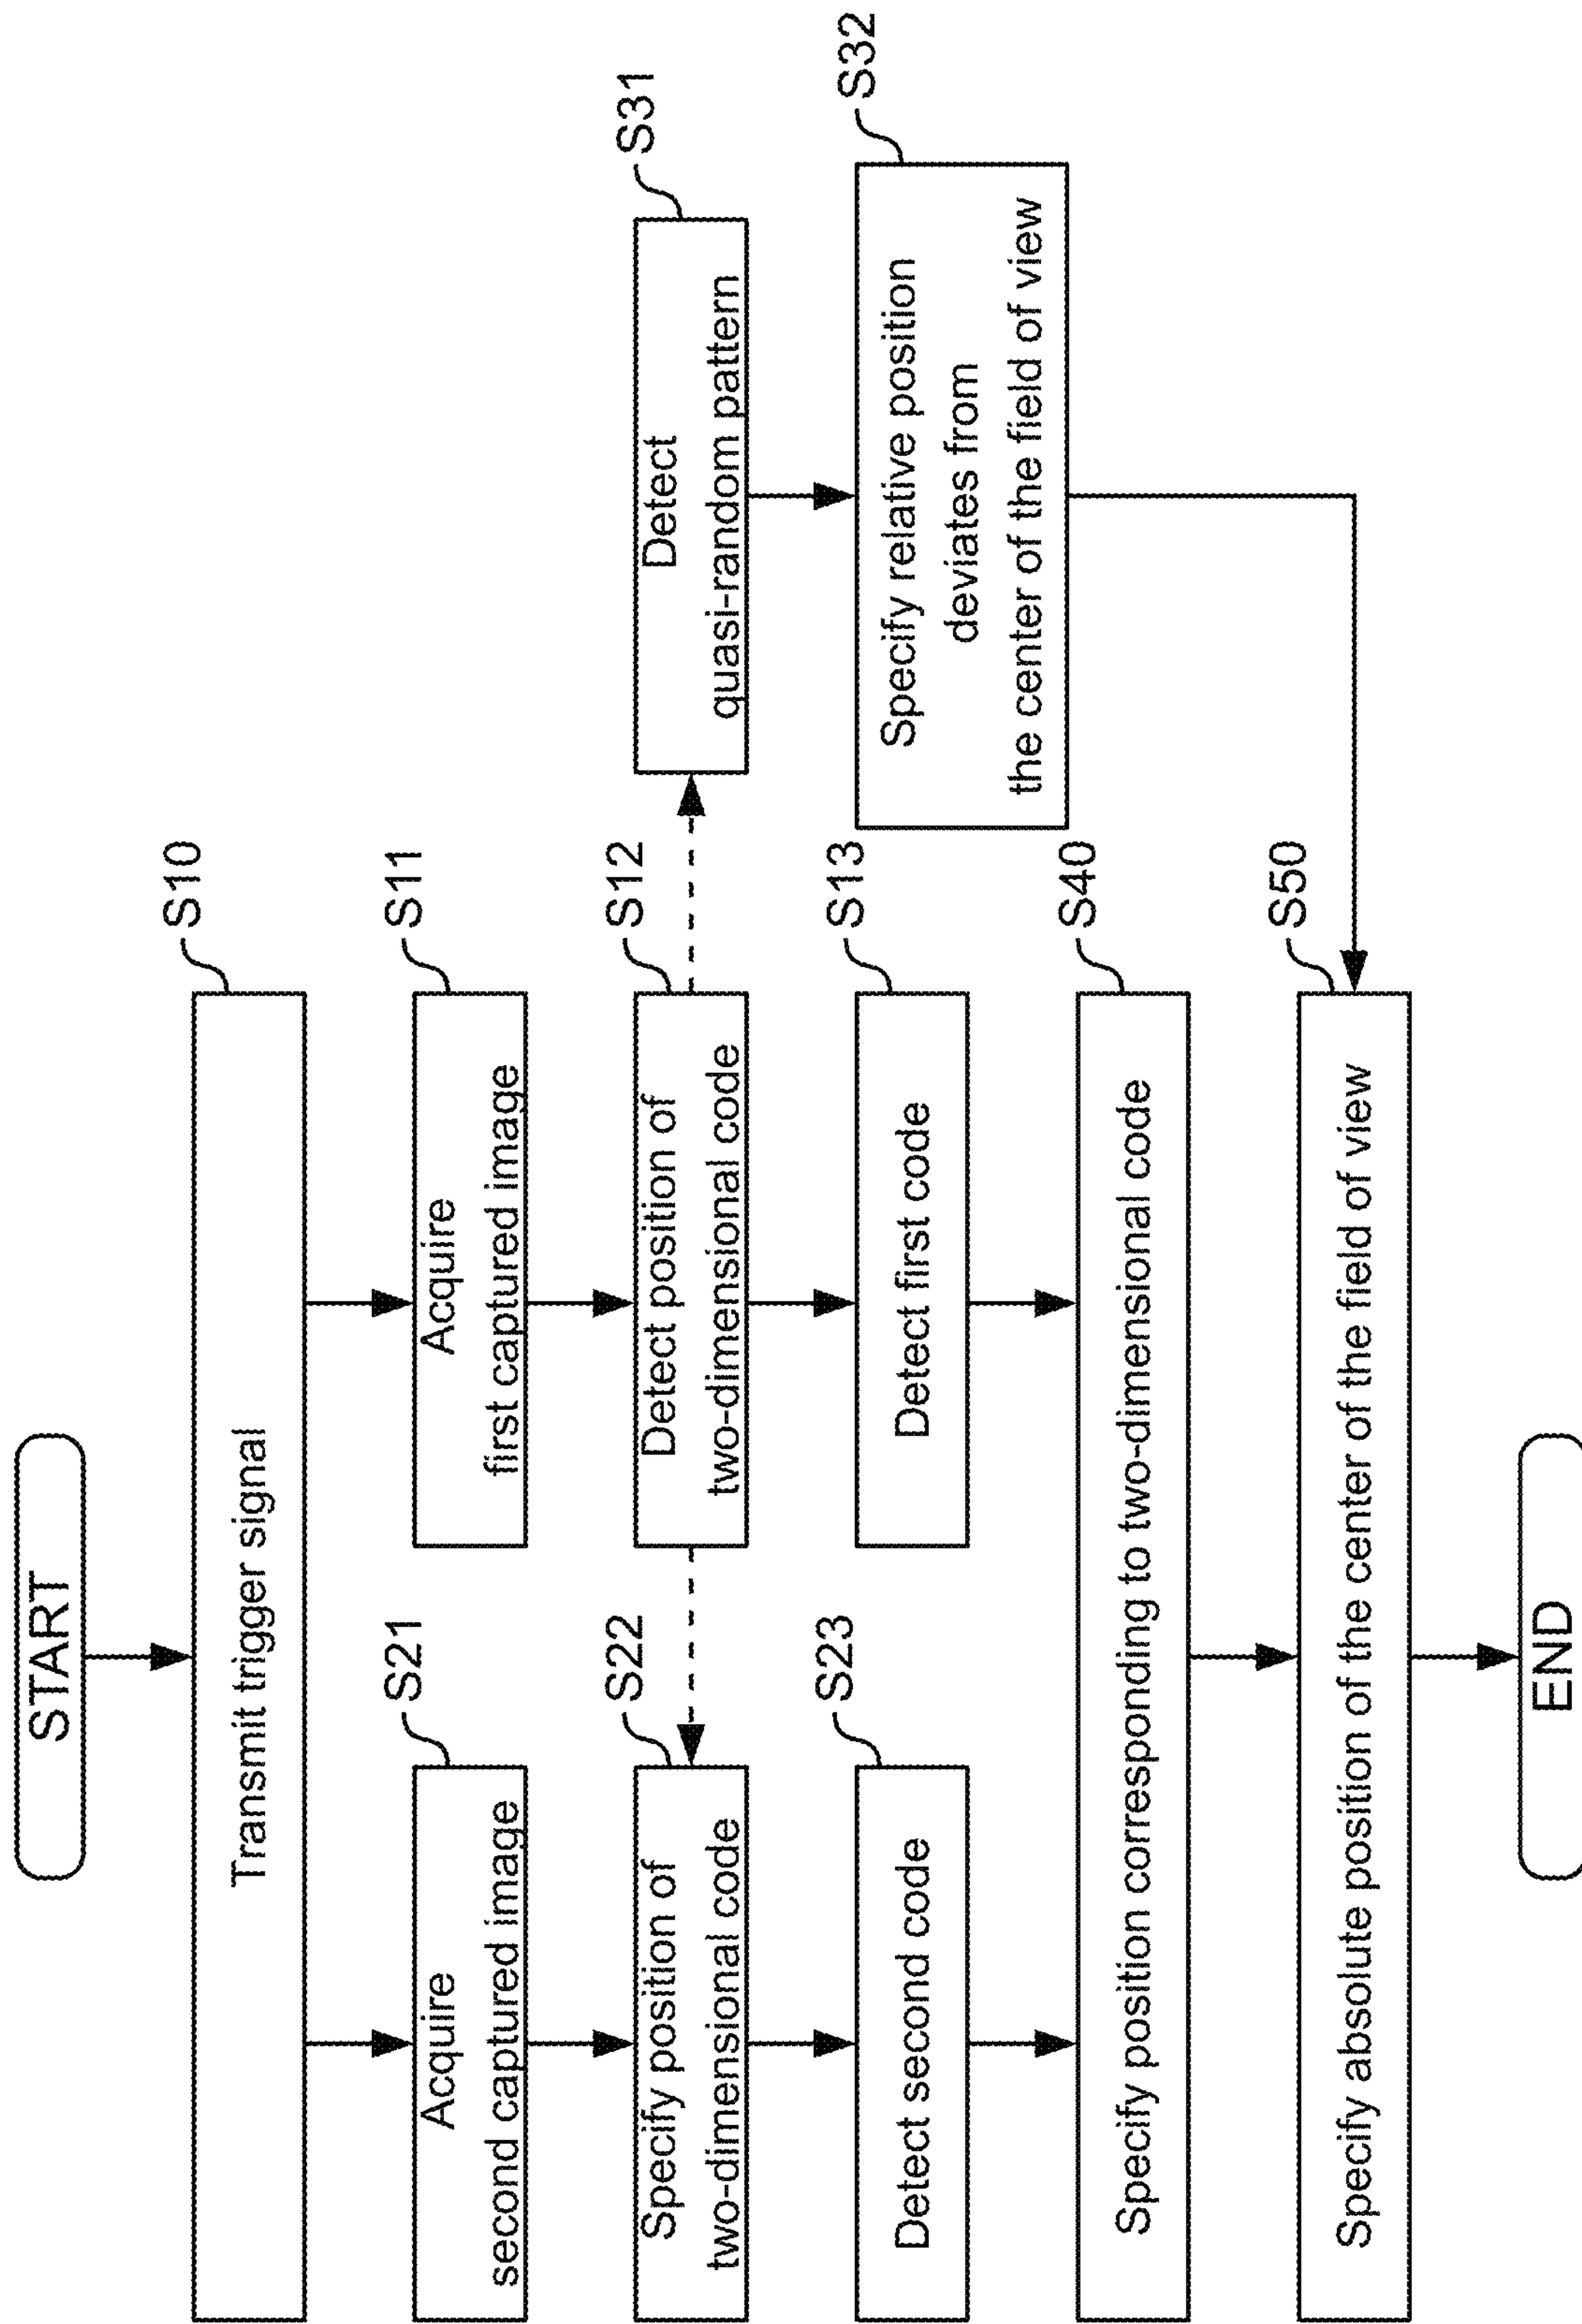 START
S10
Transmit trigger signal
S21
Acquire
second captured image
S11
Acquire
first captured image
S22
Specify position of
two-dimensional code
S12
Detect position of
two-dimensional code
S31
Detect
quasi-random pattern
S23
Detect second code
S13
Detect first code
S32
Specify relative position
deviates from
the center of the field of view
S40
Specify position corresponding to two-dimensional code
S50
Specify absolute position of the center of the field of view
END